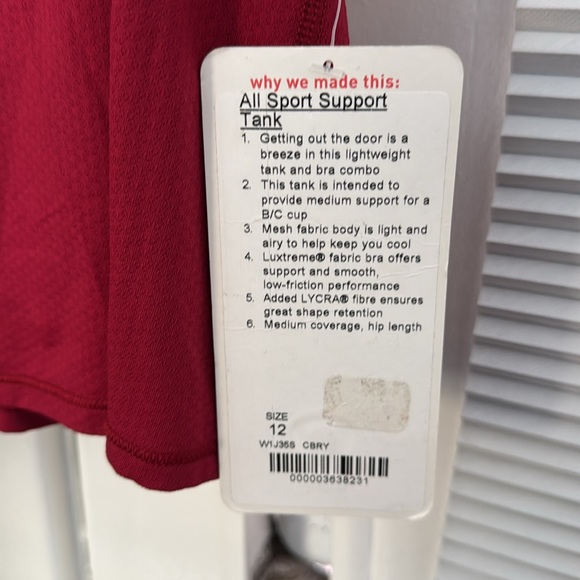 why we made this:
All Sport Support
Tank
1. Getting out the door is a
breeze in this lightweight
tank and bra combo
2. This tank is intended to
provide medium support for a
B/C cup
3. Mesh fabric body is light and
airy to help keep you cool
4. Luxtreme® fabric bra offers
support and smooth,
low-friction performance
5. Added LYCRA® fibre ensures
great shape retention
6. Medium coverage, hip length
SIZE
12
W1J35S CBRY
000003638231